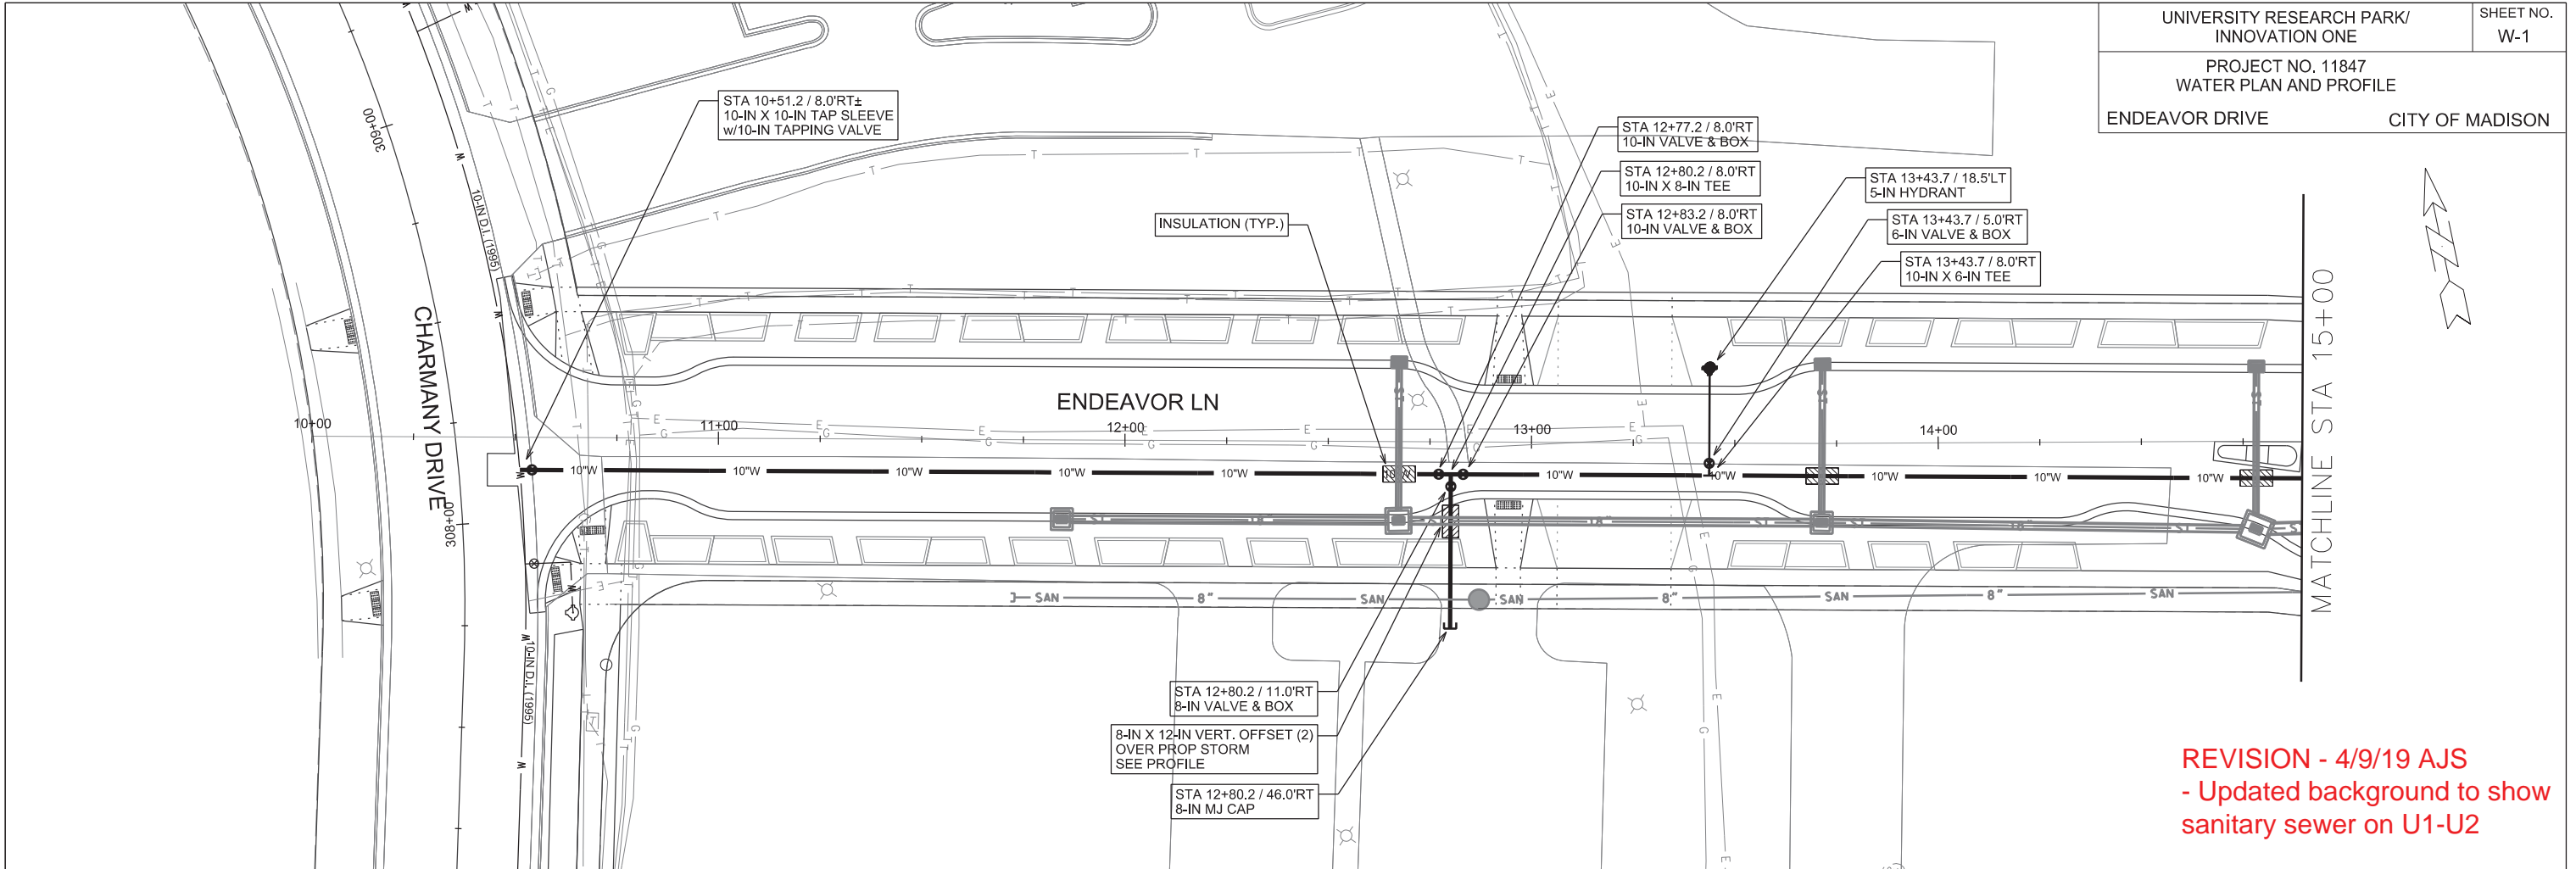 UNIVERSITY RESEARCH PARK/
INNOVATION ONE
SHEET NO.
W-1
PROJECT NO. 11847
WATER PLAN AND PROFILE
ENDEAVOR DRIVE
CITY OF MADISON
STA 10+51.2 / 8.0'RT±
10-IN X 10-IN TAP SLEEVE
w/10-IN TAPPING VALVE
INSULATION (TYP.)
STA 12+77.2 / 8.0'RT
10-IN VALVE & BOX
STA 12+80.2 / 8.0'RT
10-IN X 8-IN TEE
STA 12+83.2 / 8.0'RT
10-IN VALVE & BOX
STA 13+43.7 / 18.5'LT
5-IN HYDRANT
STA 13+43.7 / 5.0'RT
6-IN VALVE & BOX
STA 13+43.7 / 8.0'RT
10-IN X 6-IN TEE
309+00
10-IN D.I. (1995)
CHARMANY DRIVE
308+00
10-IN D.I. (1995)
ENDEAVOR LN
10+00
11+00
12+00
13+00
14+00
MATCHLINE STA 15+00
10"W
10"W
10"W
10"W
10"W
10"W
10"W
10"W
10"W
10"W
10"W
ST
18"
ST
18"
ST
ST
18"
ST
SAN
8"
SAN
SAN
8"
SAN
8"
SAN
STA 12+80.2 / 11.0'RT
8-IN VALVE & BOX
8-IN X 12-IN VERT. OFFSET (2)
OVER PROP STORM
SEE PROFILE
STA 12+80.2 / 46.0'RT
8-IN MJ CAP
REVISION - 4/9/19 AJS
- Updated background to show
sanitary sewer on U1-U2